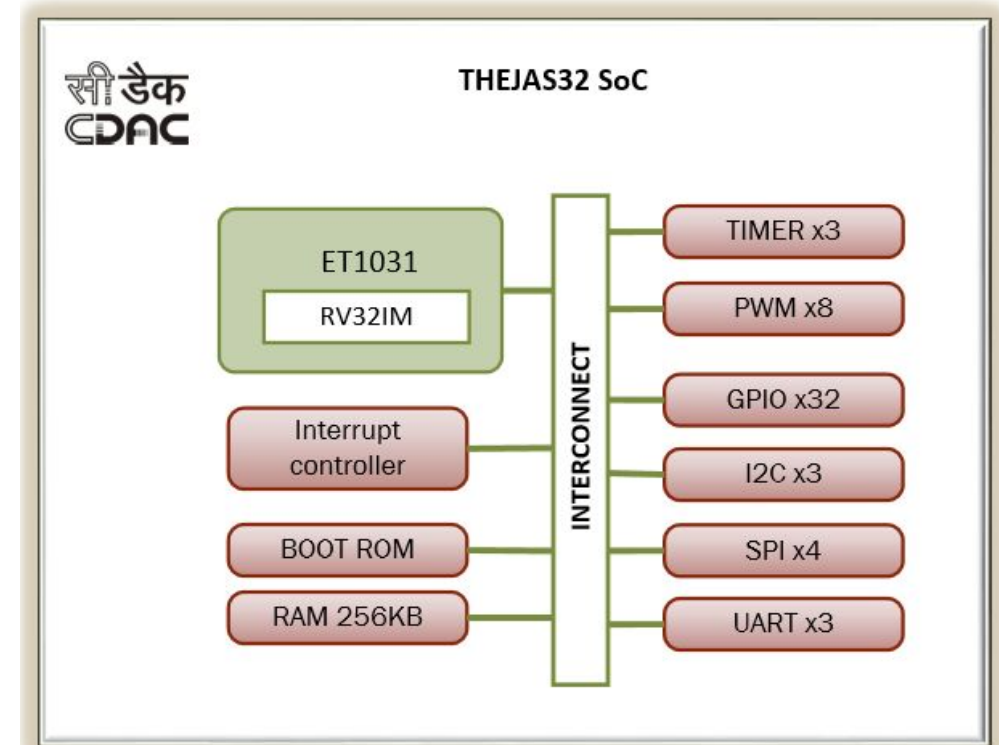 सी डैक
CDAC
THEJAS32 SoC
ET1031
RV32IM
Interrupt
controller
BOOT ROM
RAM 256KB
INTERCONNECT
TIMER x3
PWM x8
GPIO x32
I2C x3
SPI x4
UART x3